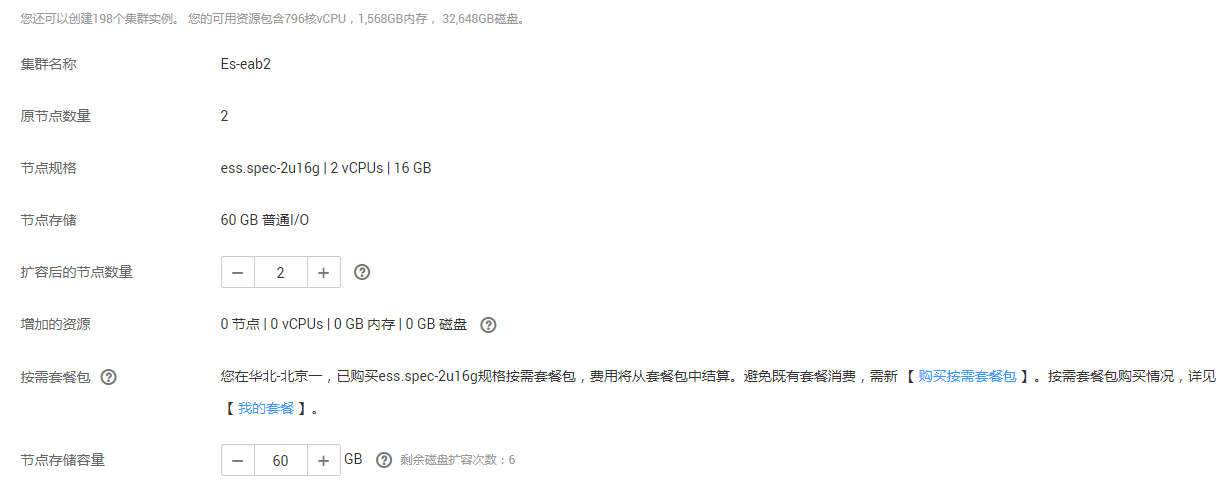 您还可以创建198个集群实例。 您的可用资源包含796核vCPU，1,568GB内存， 32,648GB磁盘。
集群名称 Es-eab2
原节点数量 2
节点规格 ess.spec-2u16g | 2 vCPUs | 16 GB
节点存储 60 GB 普通I/O
扩容后的节点数量 − 2 + ?
增加的资源 0 节点 | 0 vCPUs | 0 GB 内存 | 0 GB 磁盘 ?
按需套餐包 ? 您在华北-北京一，已购买ess.spec-2u16g规格按需套餐包，费用将从套餐包中结算。避免既有套餐消费，需新 【 购买按需套餐包 】。按需套餐包购买情况，详见
【 我的套餐 】。
节点存储容量 − 60 + GB ? 剩余磁盘扩容次数：6